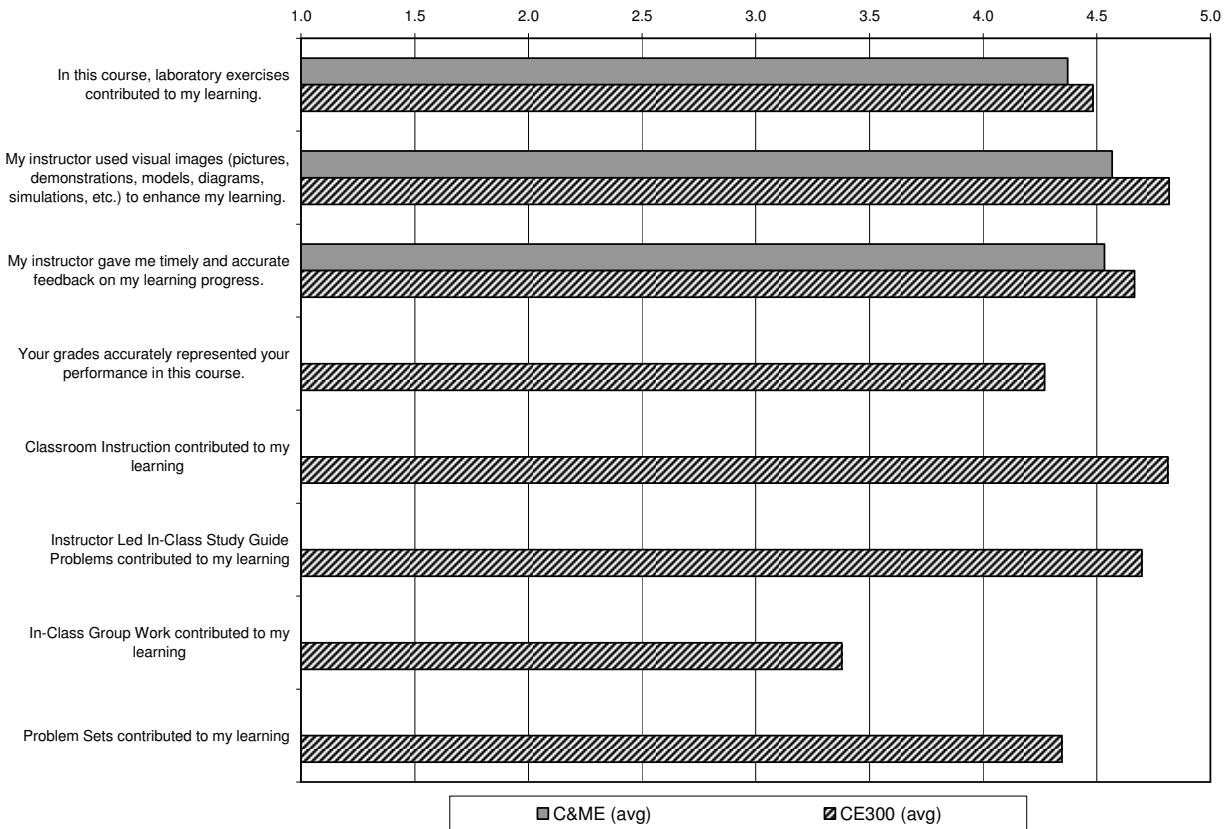 1.0 1.5 2.0 2.5 3.0 3.5 4.0 4.5 5.0
In this course, laboratory exercises
contributed to my learning.
My instructor used visual images (pictures,
demonstrations, models, diagrams,
simulations, etc.) to enhance my learning.
My instructor gave me timely and accurate
feedback on my learning progress.
Your grades accurately represented your
performance in this course.
Classroom Instruction contributed to my
learning
Instructor Led In-Class Study Guide
Problems contributed to my learning
In-Class Group Work contributed to my
learning
Problem Sets contributed to my learning
C&ME (avg) CE300 (avg)